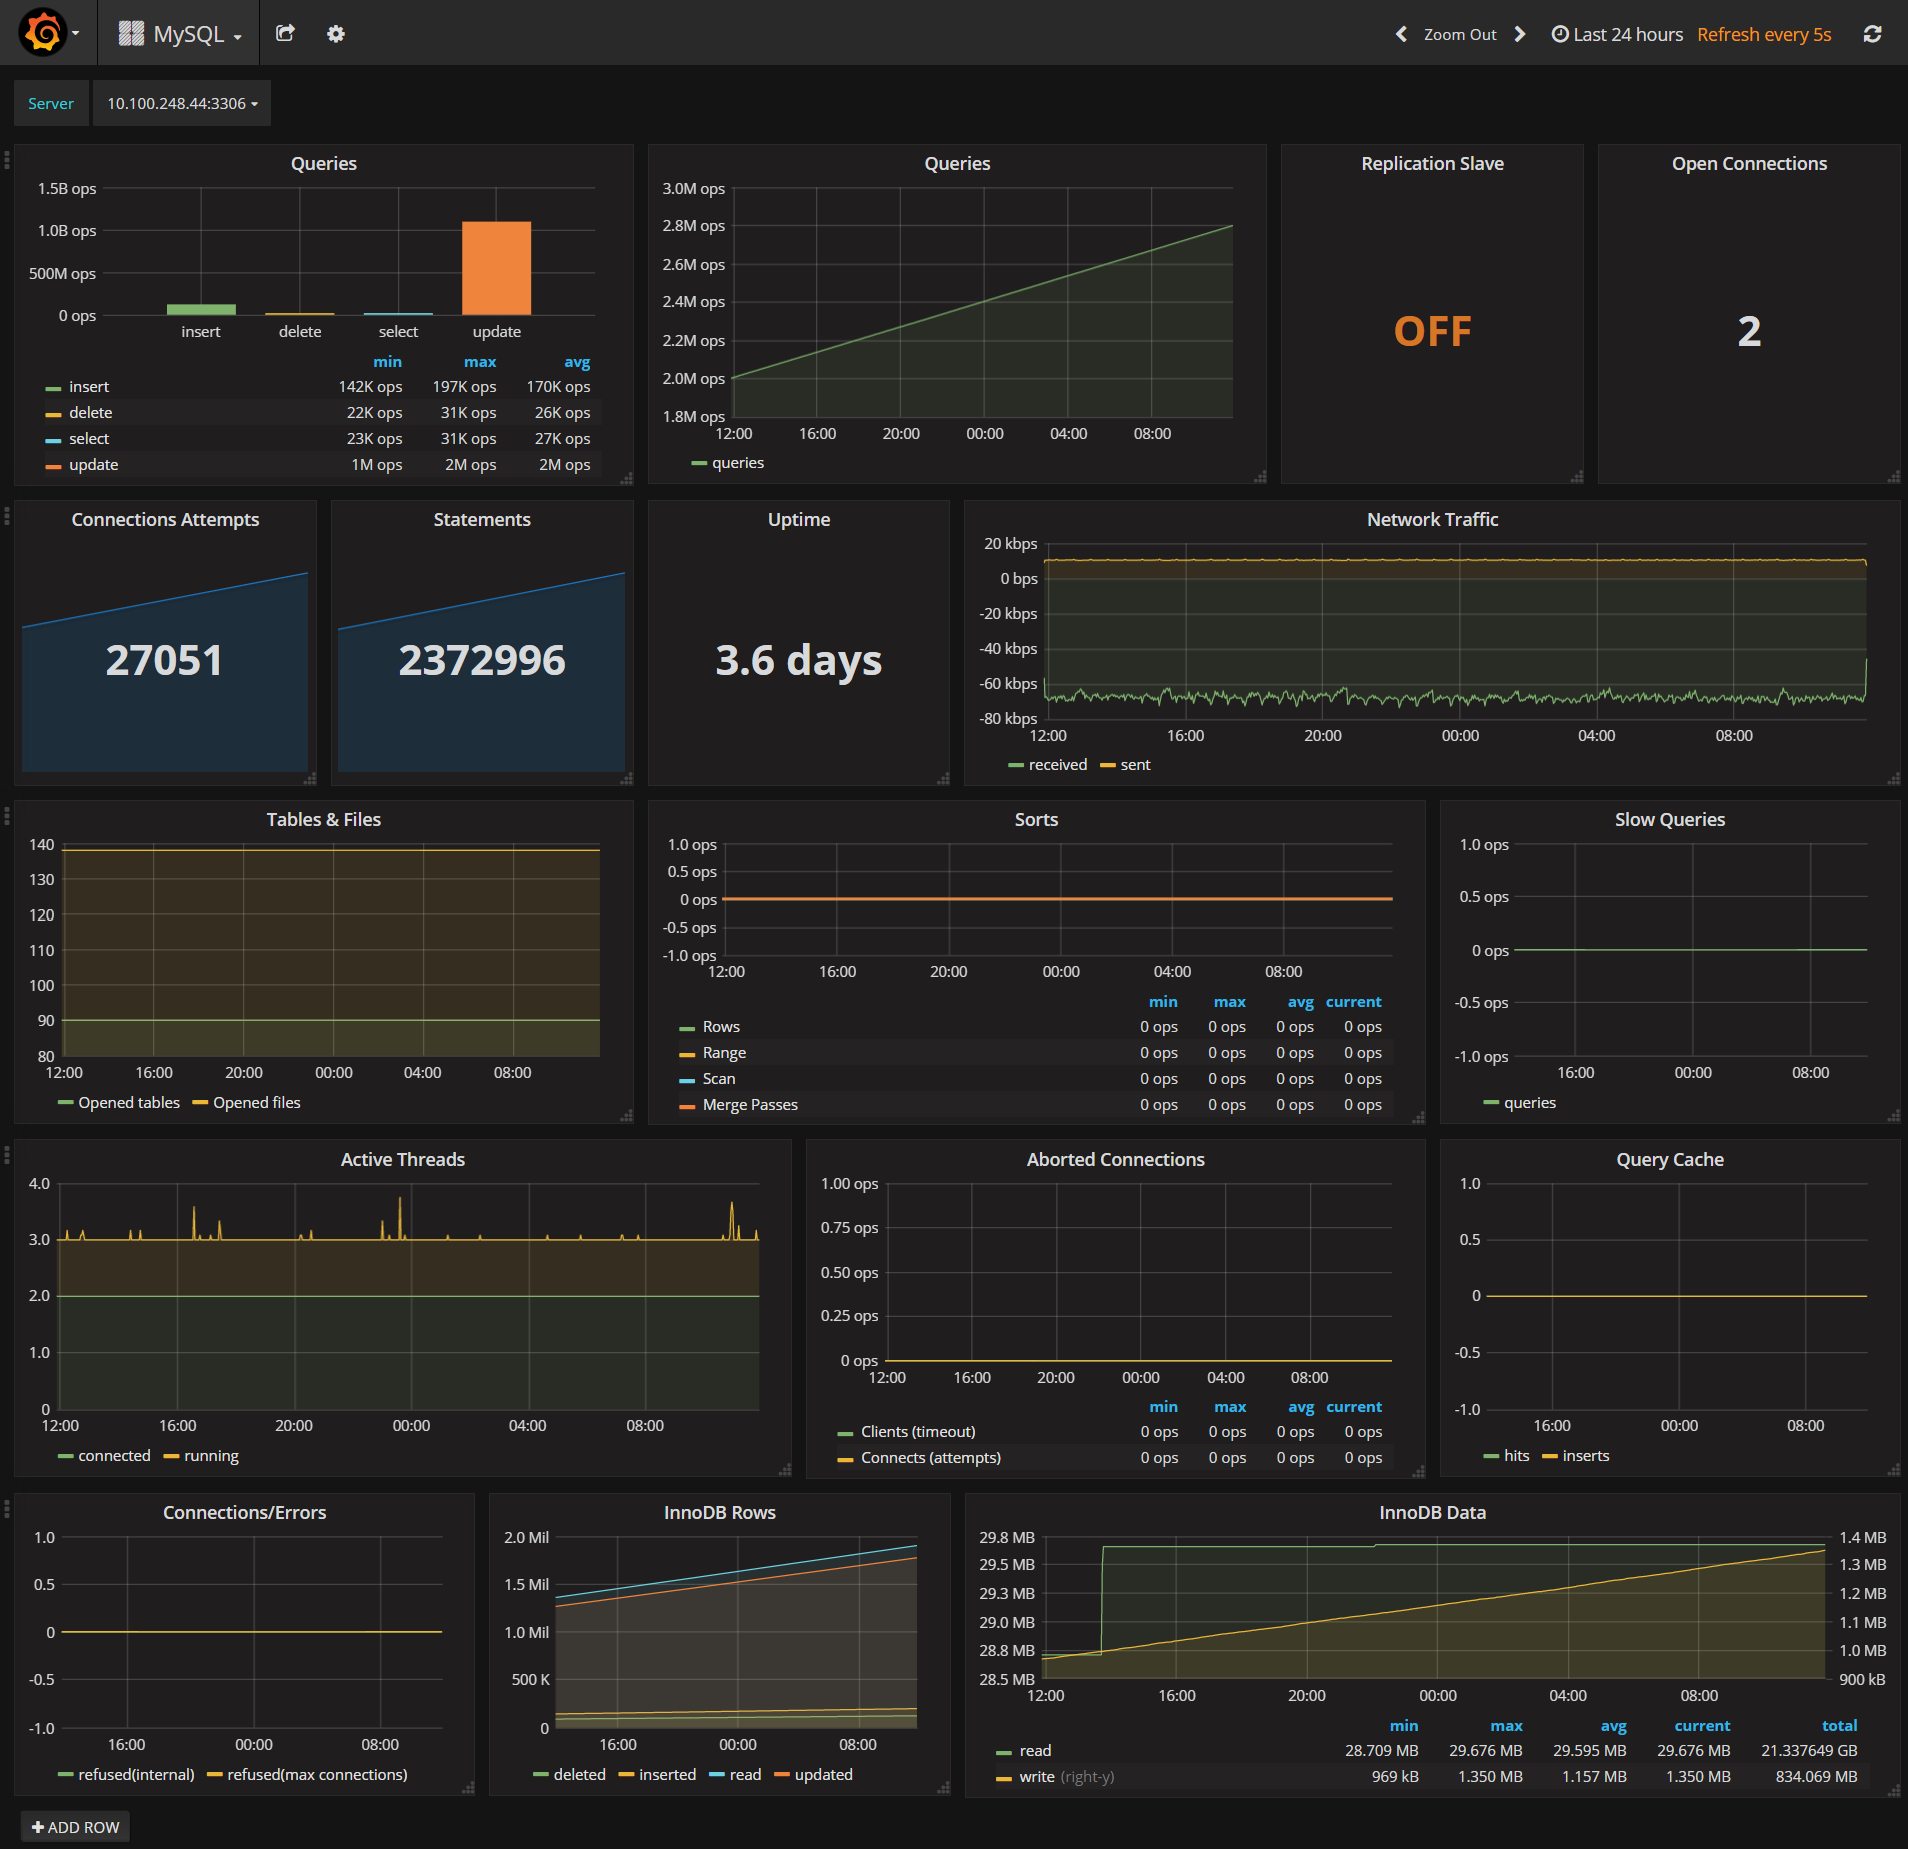 MySQL
Zoom Out
Last 24 hours Refresh every 5s
Server 10.100.248.44:3306
Queries
1.5B ops
1.0B ops
500M ops
0 ops
insert delete select update
min max avg
insert 142K ops 197K ops 170K ops
delete 22K ops 31K ops 26K ops
select 23K ops 31K ops 27K ops
update 1M ops 2M ops 2M ops
Queries
3.0M ops
2.8M ops
2.6M ops
2.4M ops
2.2M ops
2.0M ops
1.8M ops
12:00 16:00 20:00 00:00 04:00 08:00
queries
Replication Slave
OFF
Open Connections
2
Connections Attempts
27051
Statements
2372996
Uptime
3.6 days
Network Traffic
20 kbps
0 bps
-20 kbps
-40 kbps
-60 kbps
-80 kbps
12:00 16:00 20:00 00:00 04:00 08:00
received sent
Tables & Files
140
130
120
110
100
90
80
12:00 16:00 20:00 00:00 04:00 08:00
Opened tables Opened files
Sorts
1.0 ops
0.5 ops
0 ops
-0.5 ops
-1.0 ops
12:00 16:00 20:00 00:00 04:00 08:00
min max avg current
Rows 0 ops 0 ops 0 ops 0 ops
Range 0 ops 0 ops 0 ops 0 ops
Scan 0 ops 0 ops 0 ops 0 ops
Merge Passes 0 ops 0 ops 0 ops 0 ops
Slow Queries
1.0 ops
0.5 ops
0 ops
-0.5 ops
-1.0 ops
16:00 00:00 08:00
queries
Active Threads
4.0
3.0
2.0
1.0
0
12:00 16:00 20:00 00:00 04:00 08:00
connected running
Aborted Connections
1.00 ops
0.75 ops
0.50 ops
0.25 ops
0 ops
12:00 16:00 20:00 00:00 04:00 08:00
min max avg current
Clients (timeout) 0 ops 0 ops 0 ops 0 ops
Connects (attempts) 0 ops 0 ops 0 ops 0 ops
Query Cache
1.0
0.5
0
-0.5
-1.0
16:00 00:00 08:00
hits inserts
Connections/Errors
1.0
0.5
0
-0.5
-1.0
16:00 00:00 08:00
refused(internal) refused(max connections)
InnoDB Rows
2.0 Mil
1.5 Mil
1.0 Mil
500 K
0
16:00 00:00 08:00
deleted inserted read updated
InnoDB Data
29.8 MB 1.4 MB
29.5 MB 1.3 MB
29.3 MB 1.2 MB
29.0 MB 1.1 MB
28.8 MB 1.0 MB
28.5 MB 900 kB
12:00 16:00 20:00 00:00 04:00 08:00
min max avg current total
read 28.709 MB 29.676 MB 29.595 MB 29.676 MB 21.337649 GB
write (right-y) 969 kB 1.350 MB 1.157 MB 1.350 MB 834.069 MB
ADD ROW